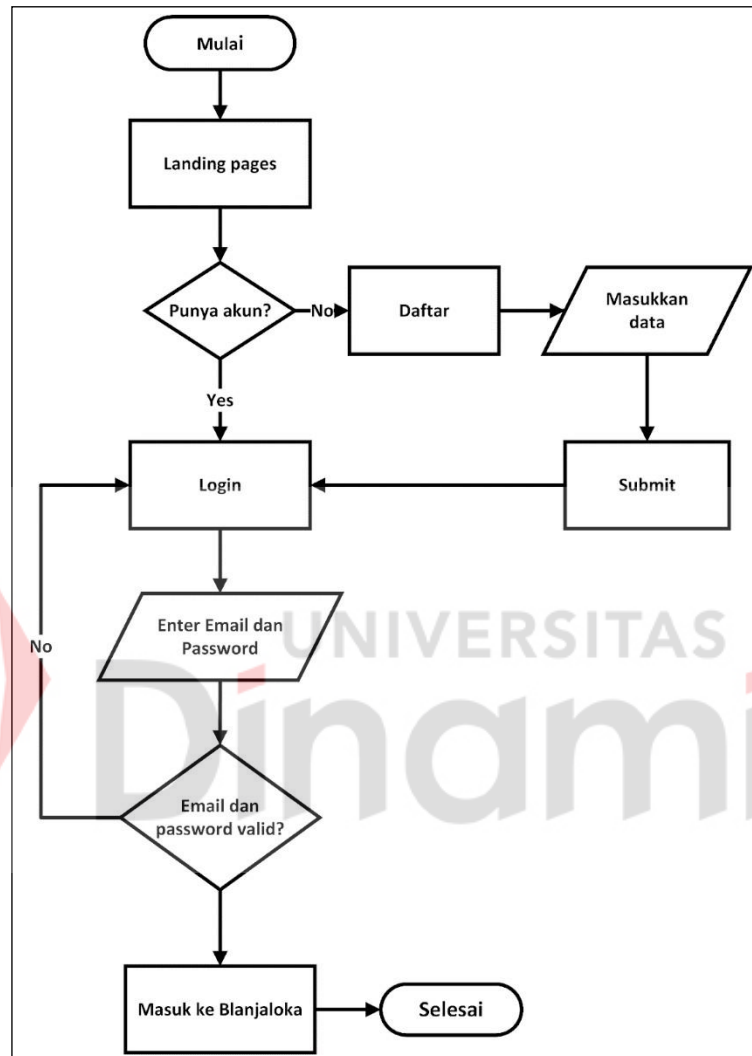 Mulai
Landing pages
Punya akun?
No
Daftar
Masukkan
data
Yes
Login
Submit
Enter Email dan
Password
No
UNIVERSITAS
Dinami
Email dan
password valid?
Masuk ke Blanjaloka
Selesai